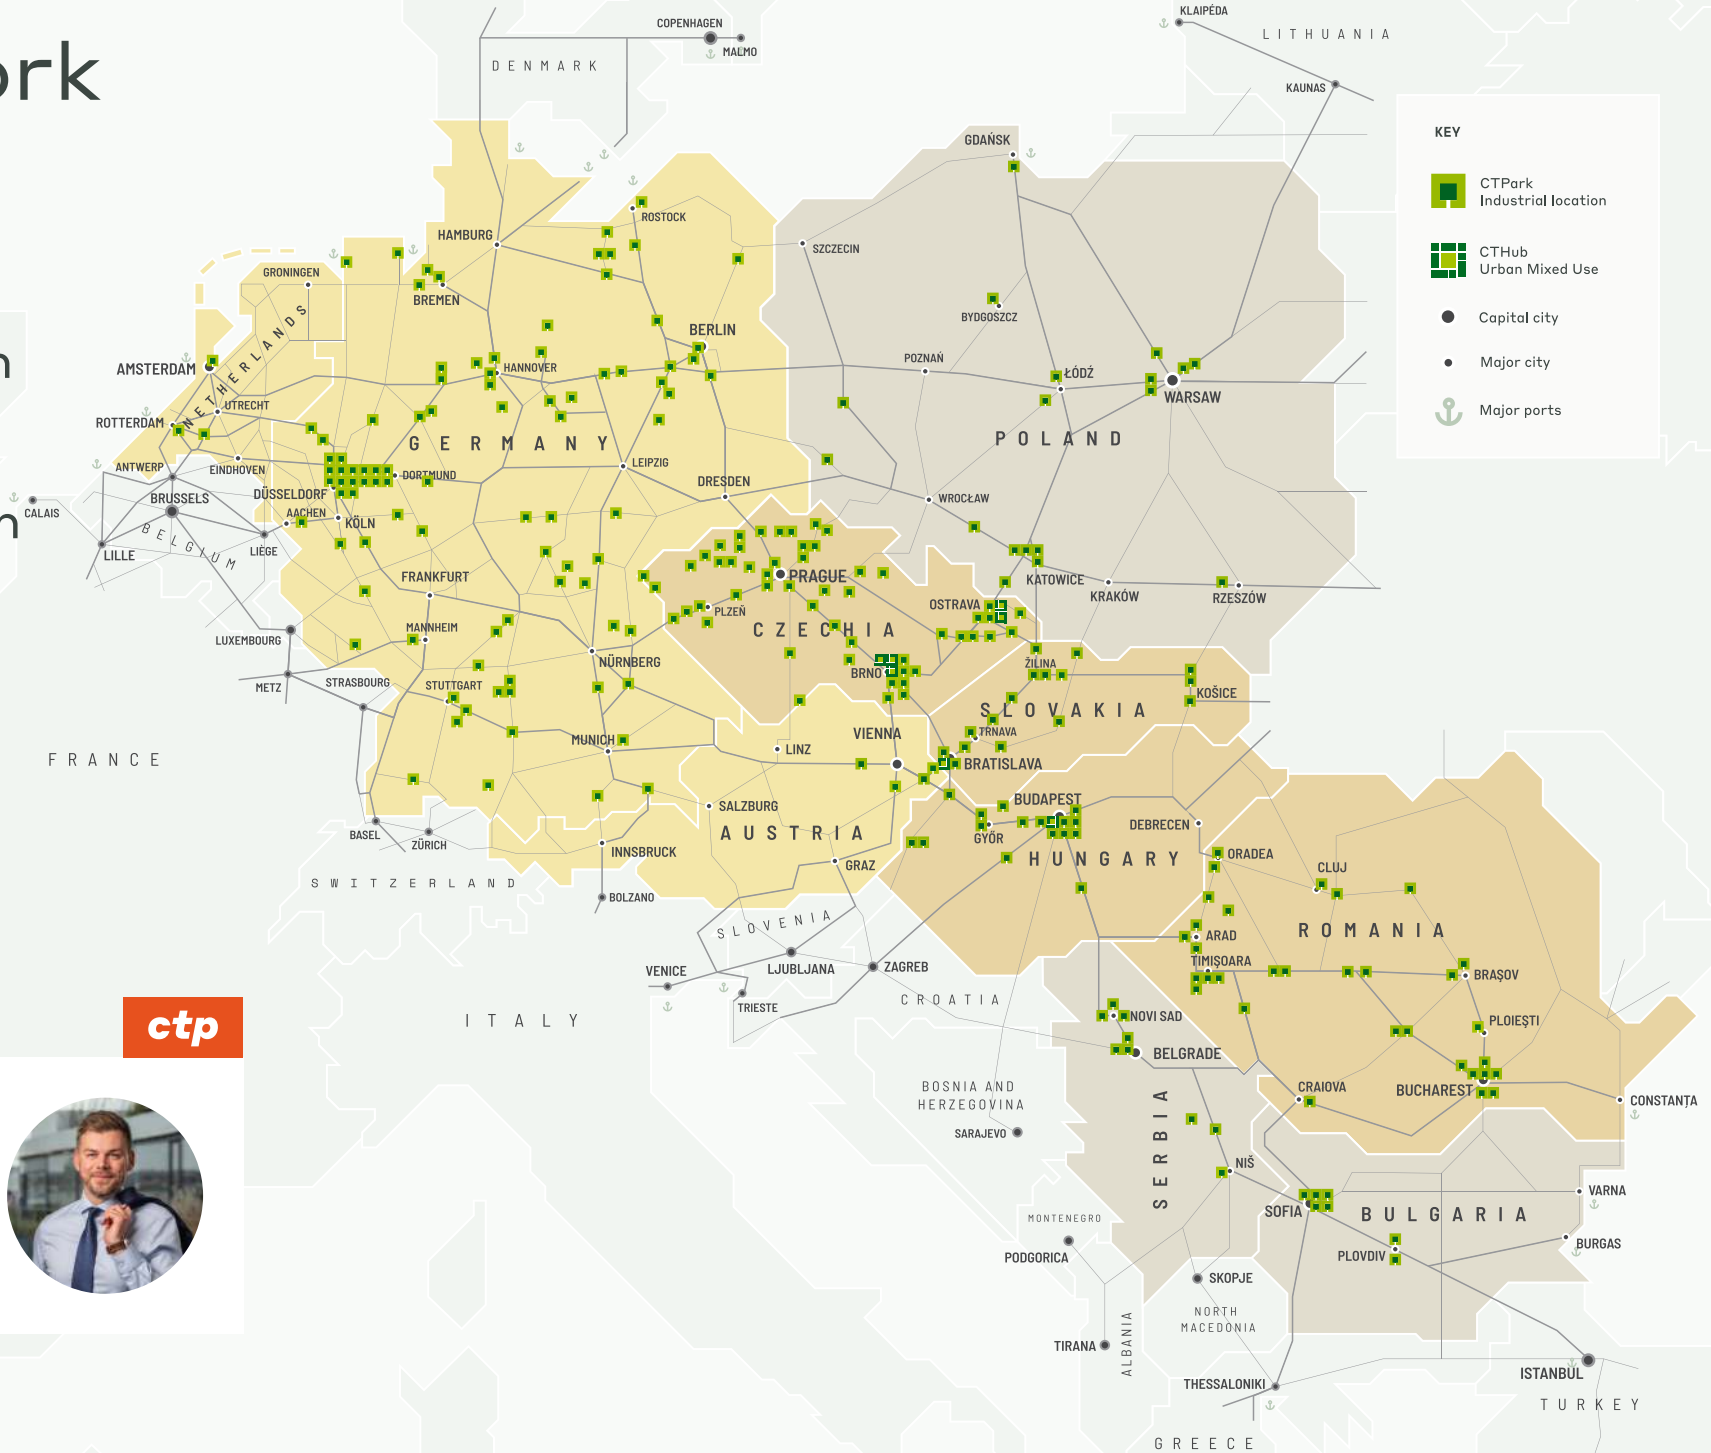 ork
n
n
ctp
KEY
CTPark
Industrial location
CTHub
Urban Mixed Use
Capital city
Major city
Major ports
COPENHAGEN
MALMO
DENMARK
KLAIPÉDA
LITHUANIA
KAUNAS
GDAŃSK
ROSTOCK
HAMBURG
SZCZECIN
GRONINGEN
BREMEN
BYDGOSZCZ
BERLIN
AMSTERDAM
NETHERLANDS
HANNOVER
POZNAŃ
ŁÓDŹ
WARSAW
UTRECHT
ROTTERDAM
GERMANY
POLAND
ANTWERP
EINDHOVEN
DORTMUND
LEIPZIG
DRESDEN
BRUSSELS
DÜSSELDORF
WROCŁAW
CALAIS
AACHEN
KÖLN
BELGIUM
LILLE
LIÈGE
FRANKFURT
PRAGUE
KATOWICE
KRAKÓW
RZESZÓW
PLZEŇ
OSTRAVA
CZECHIA
LUXEMBOURG
MANNHEIM
NÜRNBERG
ŽILINA
BRNO
METZ
STRASBOURG
STUTTGART
KOŠICE
SLOVAKIA
VIENNA
TRNAVA
MUNICH
LINZ
BRATISLAVA
FRANCE
SALZBURG
BUDAPEST
AUSTRIA
DEBRECEN
BASEL
ZÜRICH
GYŐR
INNSBRUCK
HUNGARY
ORADEA
GRAZ
CLUJ
SWITZERLAND
BOLZANO
SLOVENIA
ROMANIA
ARAD
TIMIȘOARA
VENICE
LJUBLJANA
ZAGREB
BRAȘOV
TRIESTE
CROATIA
ITALY
NOVI SAD
PLOIEȘTI
BELGRADE
BOSNIA AND
HERZEGOVINA
CRAIOVA
BUCHAREST
CONSTANȚA
SARAJEVO
SERBIA
NIŠ
VARNA
SOFIA
BULGARIA
MONTENEGRO
PODGORICA
PLOVDIV
BURGAS
SKOPJE
NORTH
MACEDONIA
TIRANA
ALBANIA
ISTANBUL
THESSALONIKI
TURKEY
GREECE